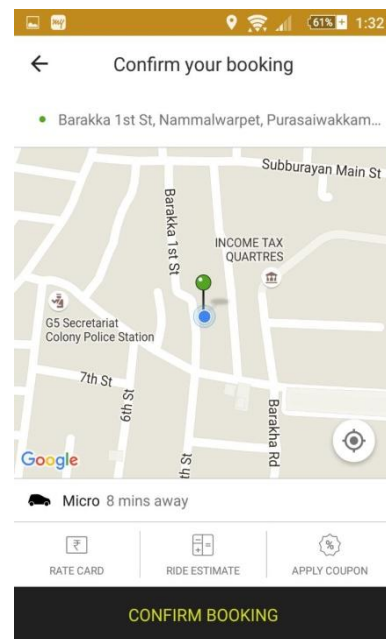 61% 1:32
Confirm your booking
Barakka 1st St, Nammalwarpet, Purasaiwakkam...
Subburayan Main St
Barakka 1st St
INCOME TAX
QUARTRES
G5 Secretariat
Colony Police Station
7th St
6th St
th St
Barakha Rd
Google
Micro 8 mins away
RATE CARD RIDE ESTIMATE APPLY COUPON
CONFIRM BOOKING